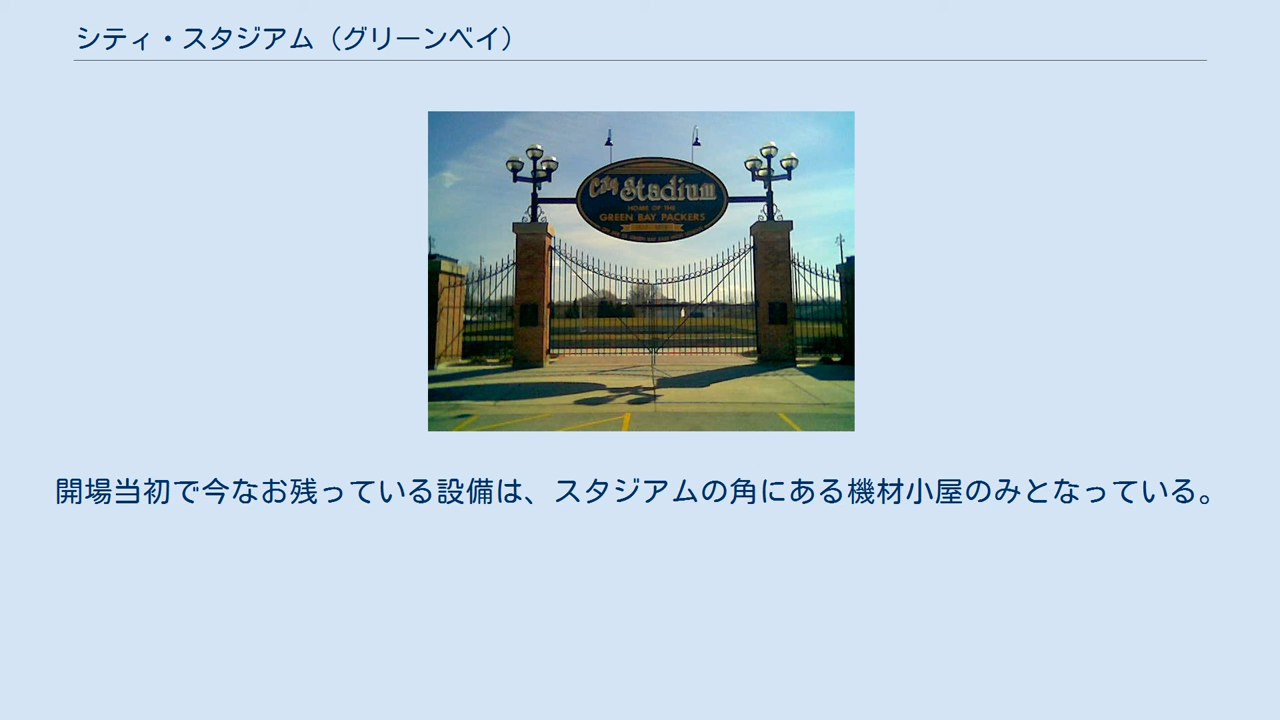 シティ・スタジアム（グリーンベイ）
City Stadium
HOME OF THE
GREEN BAY PACKERS
開場当初で今なお残っている設備は、スタジアムの角にある機材小屋のみとなっている。